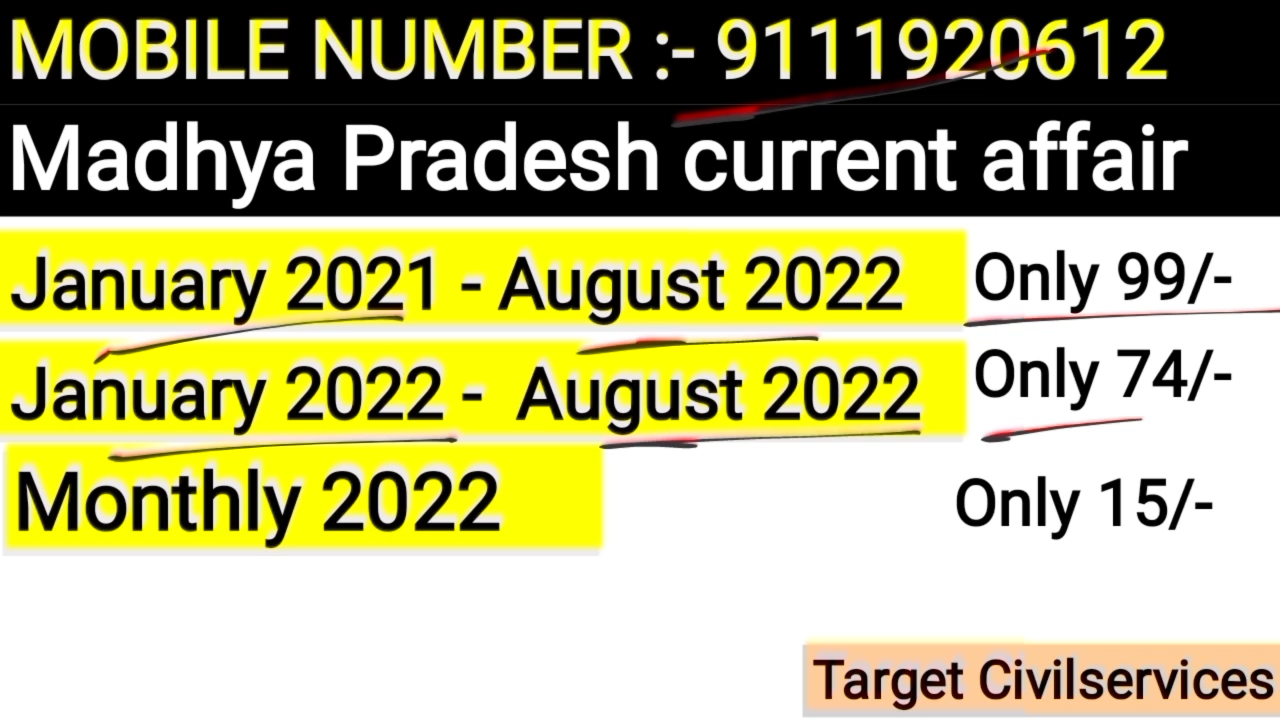 MOBILE NUMBER :- 9111920612
Madhya Pradesh current affair
January 2021 - August 2022 Only 99/-
January 2022 - August 2022 Only 74/-
Monthly 2022 Only 15/-
Target Civilservices